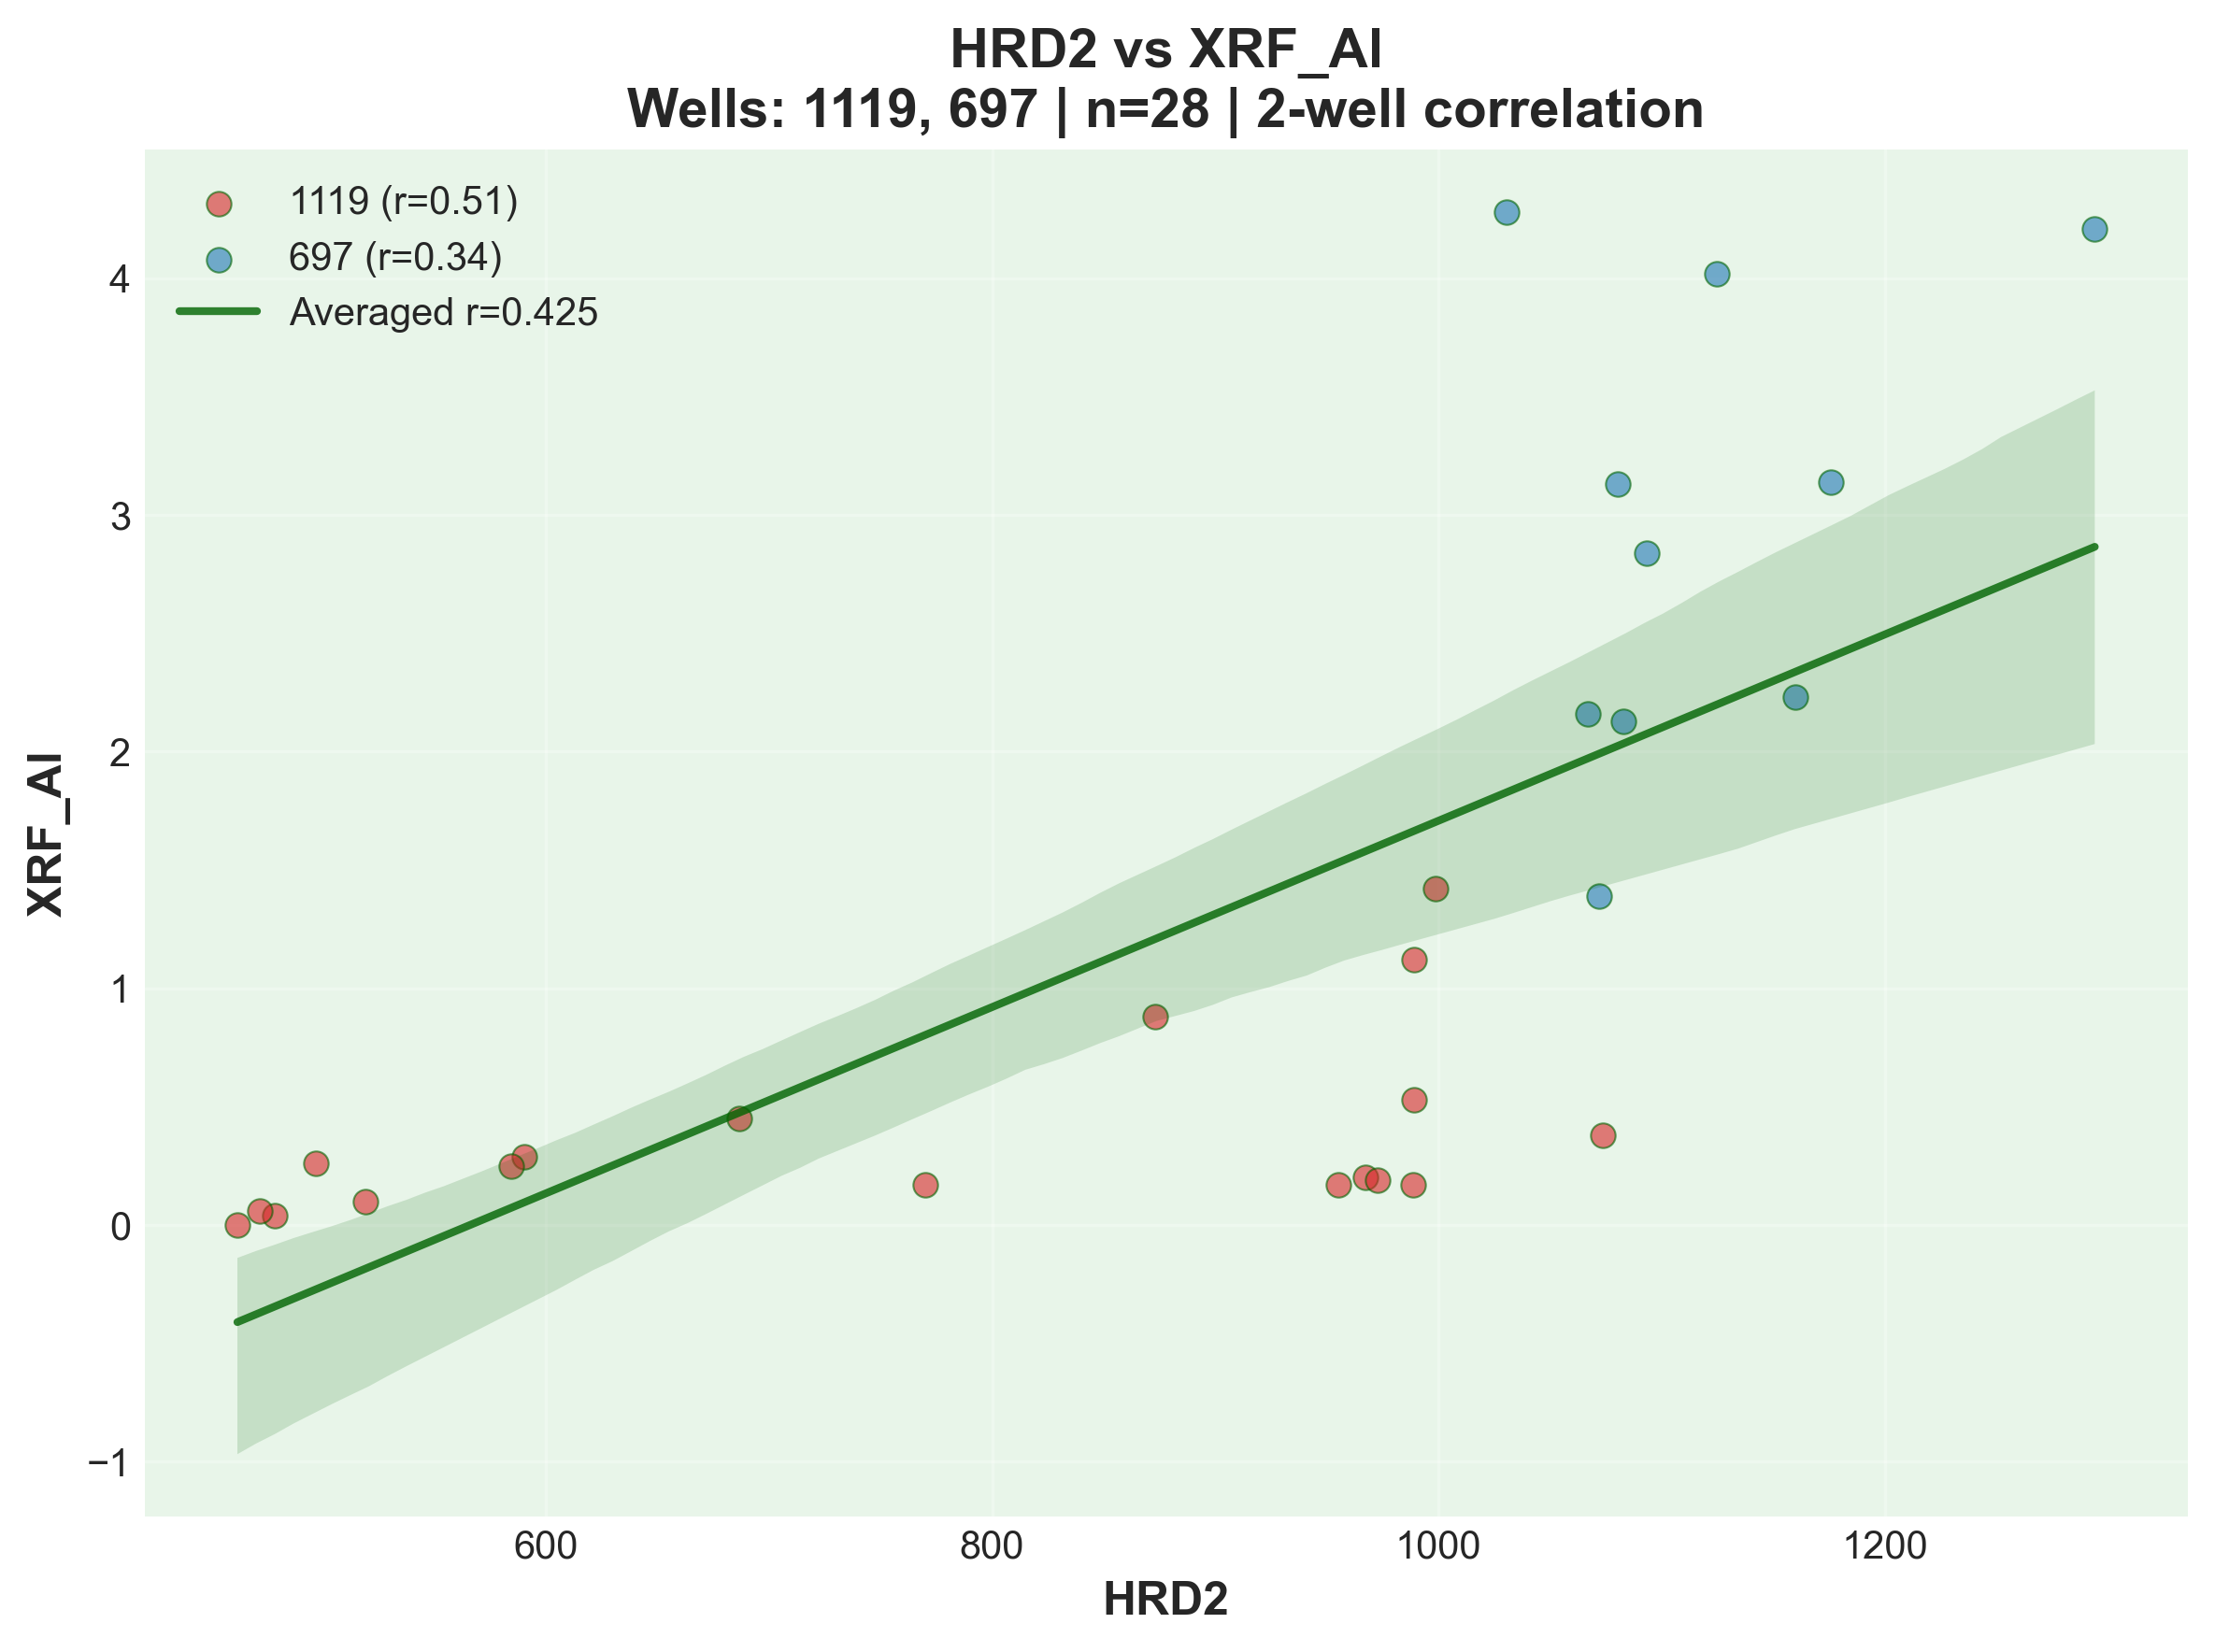 HRD2 vs XRF_Al
Wells: 1119, 697 | n=28 | 2-well correlation
1119 (r=0.51)
697 (r=0.34)
Averaged r=0.425
4
3
2
1
0
−1
XRF_Al
600
800
1000
1200
HRD2